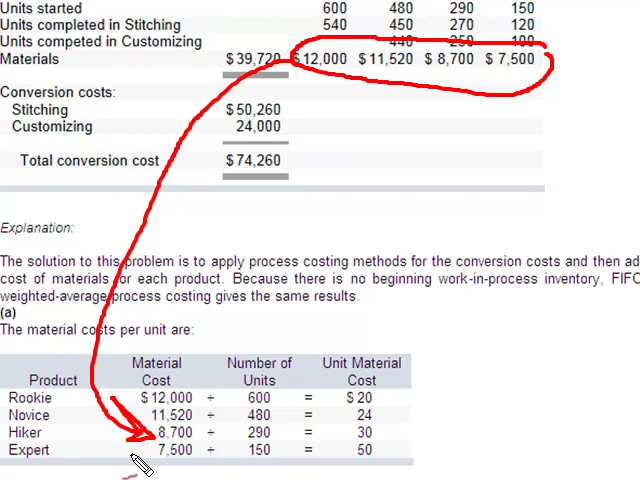 Units started 600 480 290 150
Units completed in Stitching 540 450 270 120
Units competed in Customizing 440 250 100
Materials $39,720 $12,000 $11,520 $8,700 $7,500
Conversion costs:
Stitching $50,260
Customizing 24,000
Total conversion cost $74,260
Explanation:
The solution to this problem is to apply process costing methods for the conversion costs and then ad
cost of materials for each product. Because there is no beginning work-in-process inventory, FIFO
weighted-average process costing gives the same results.
(a)
The material costs per unit are:
Material Number of Unit Material
Product Cost Units Cost
Rookie $12,000 ÷ 600 = $20
Novice 11,520 ÷ 480 = 24
Hiker 8,700 ÷ 290 = 30
Expert 7,500 ÷ 150 = 50